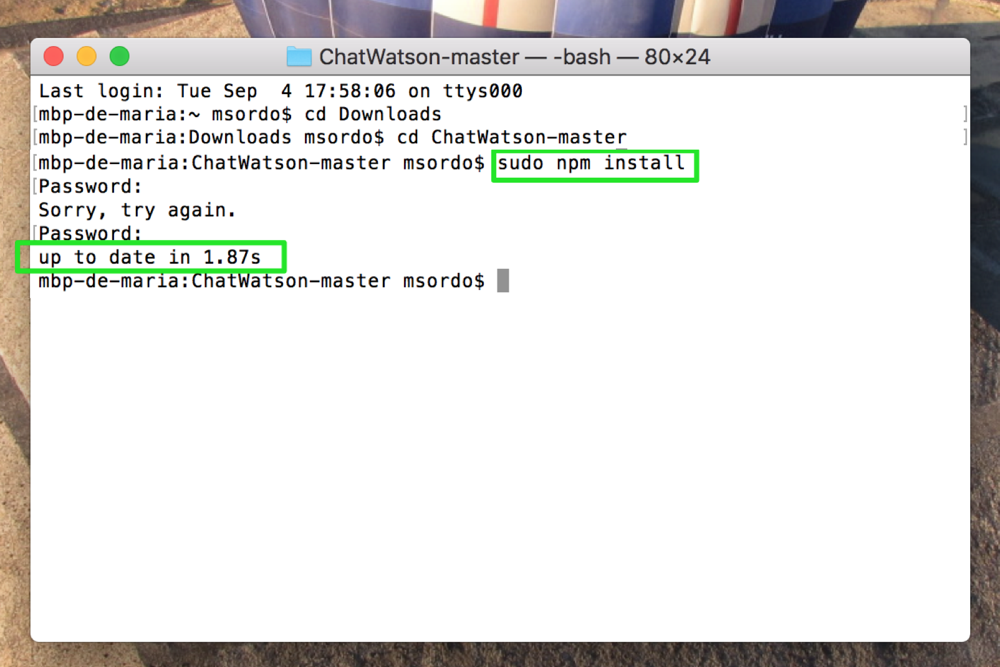 ChatWatson-master — -bash — 80×24
Last login: Tue Sep  4 17:58:06 on ttys000
[mbp-de-maria:~ msordo$ cd Downloads ]
[mbp-de-maria:Downloads msordo$ cd ChatWatson-master ]
[mbp-de-maria:ChatWatson-master msordo$ sudo npm install
[Password:
Sorry, try again.
[Password:
up to date in 1.87s
mbp-de-maria:ChatWatson-master msordo$